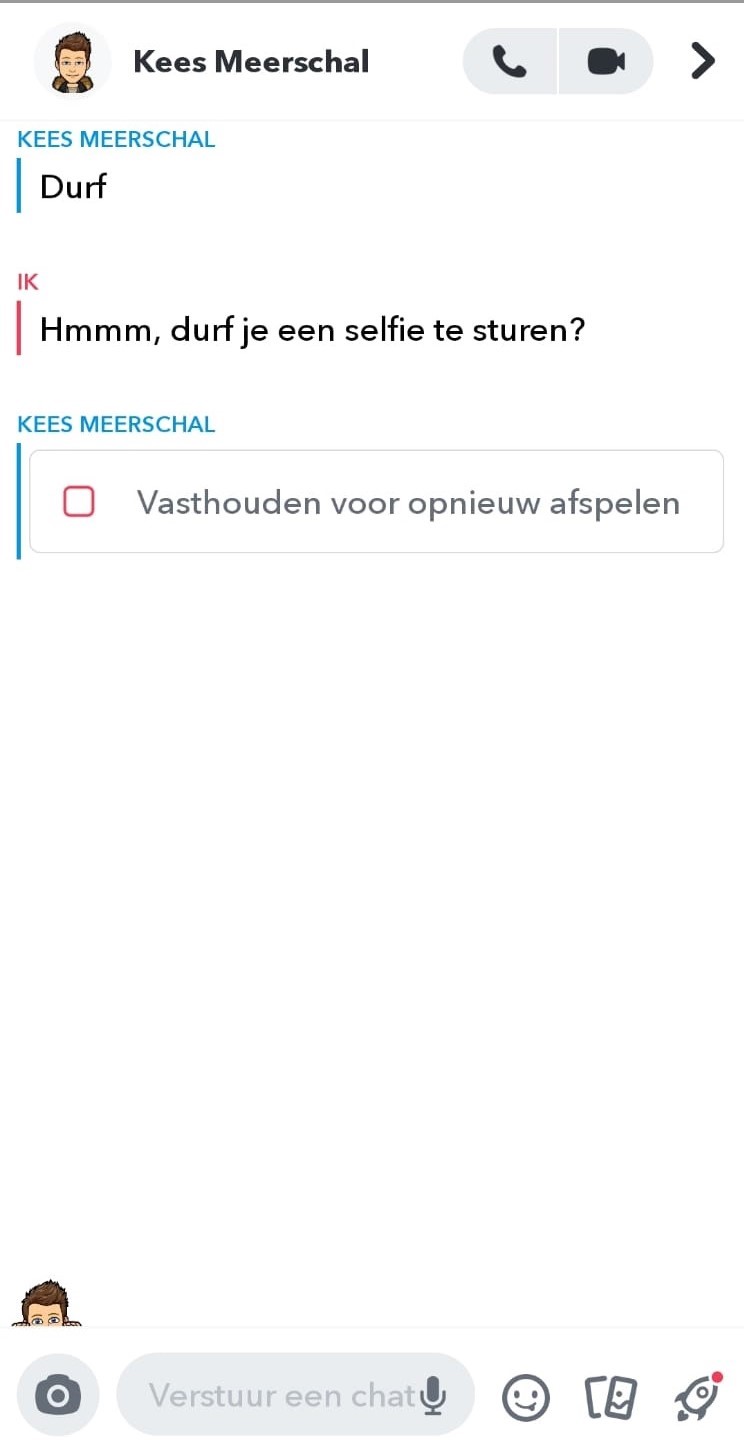 Kees Meerschal
KEES MEERSCHAL
Durf
IK
Hmmm, durf je een selfie te sturen?
KEES MEERSCHAL
Vasthouden voor opnieuw afspelen
Verstuur een chat